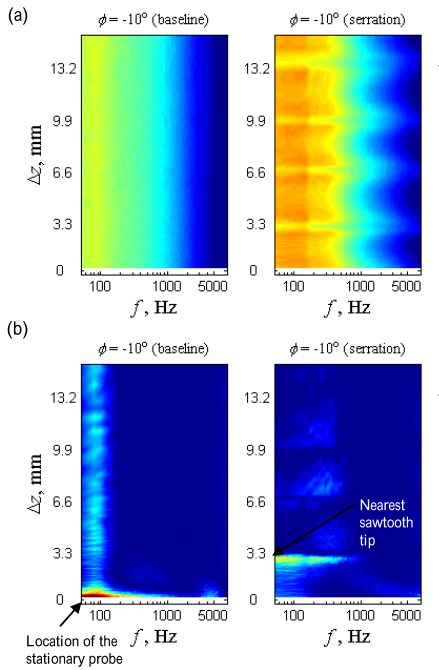 (a)
ϕ = -10° (baseline)
ϕ = -10° (serration)
13.2
9.9
6.6
3.3
0
Δz, mm
100
1000
5000
f, Hz
13.2
9.9
6.6
3.3
0
100
1000
5000
f, Hz
(b)
ϕ = -10° (baseline)
ϕ = -10° (serration)
13.2
9.9
6.6
3.3
0
Δz, mm
100
1000
5000
f, Hz
13.2
9.9
6.6
3.3
0
100
1000
5000
f, Hz
Nearest
sawtooth
tip
Location of the
stationary probe